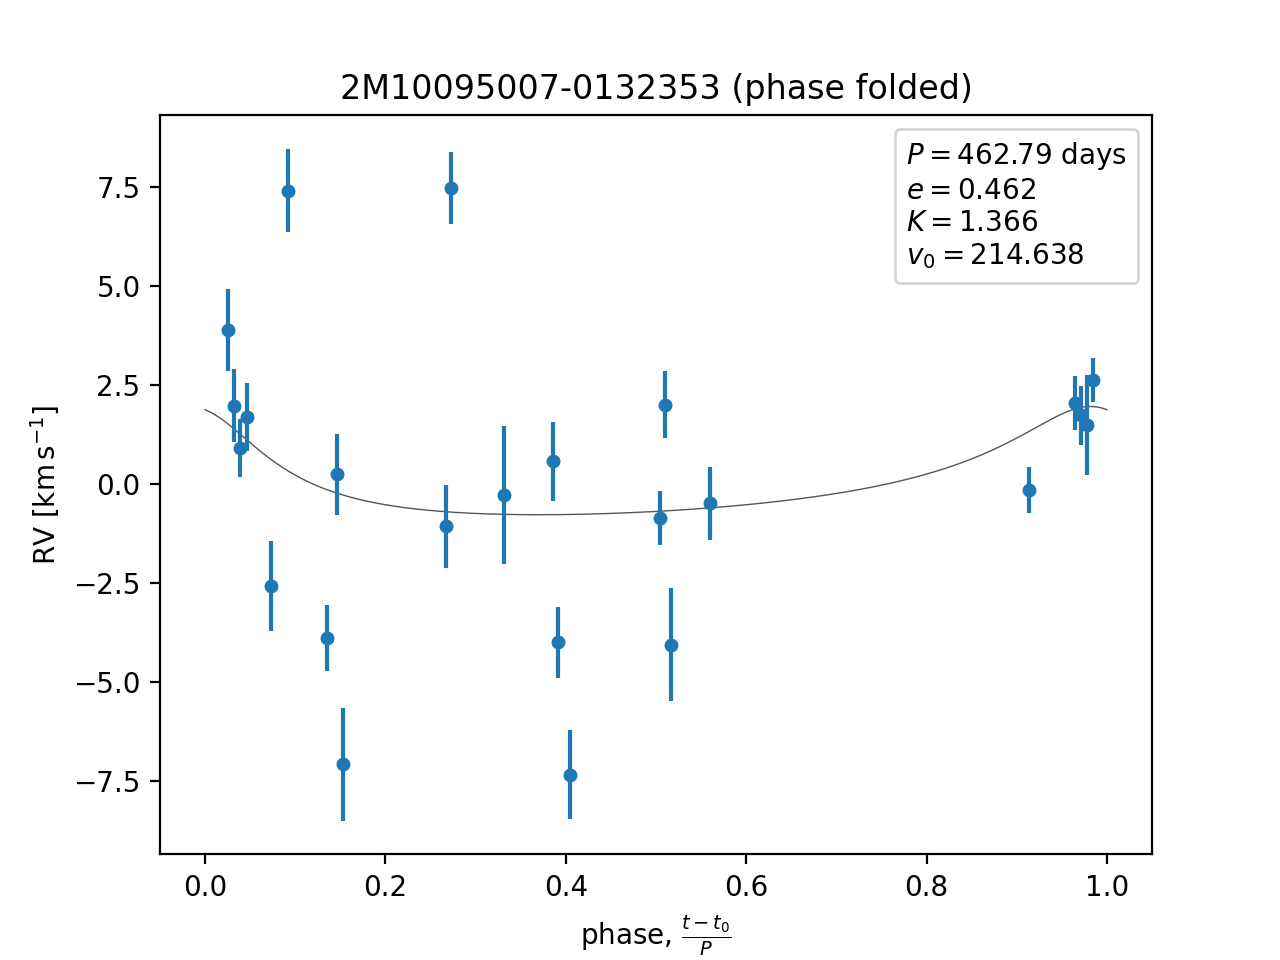 2M10095007-0132353 (phase folded)
P = 462.79 days
e = 0.462
K = 1.366
v₀ = 214.638
RV [km s⁻¹]
7.5
5.0
2.5
0.0
−2.5
−5.0
−7.5
0.0 0.2 0.4 0.6 0.8 1.0
phase, (t − t₀)/P